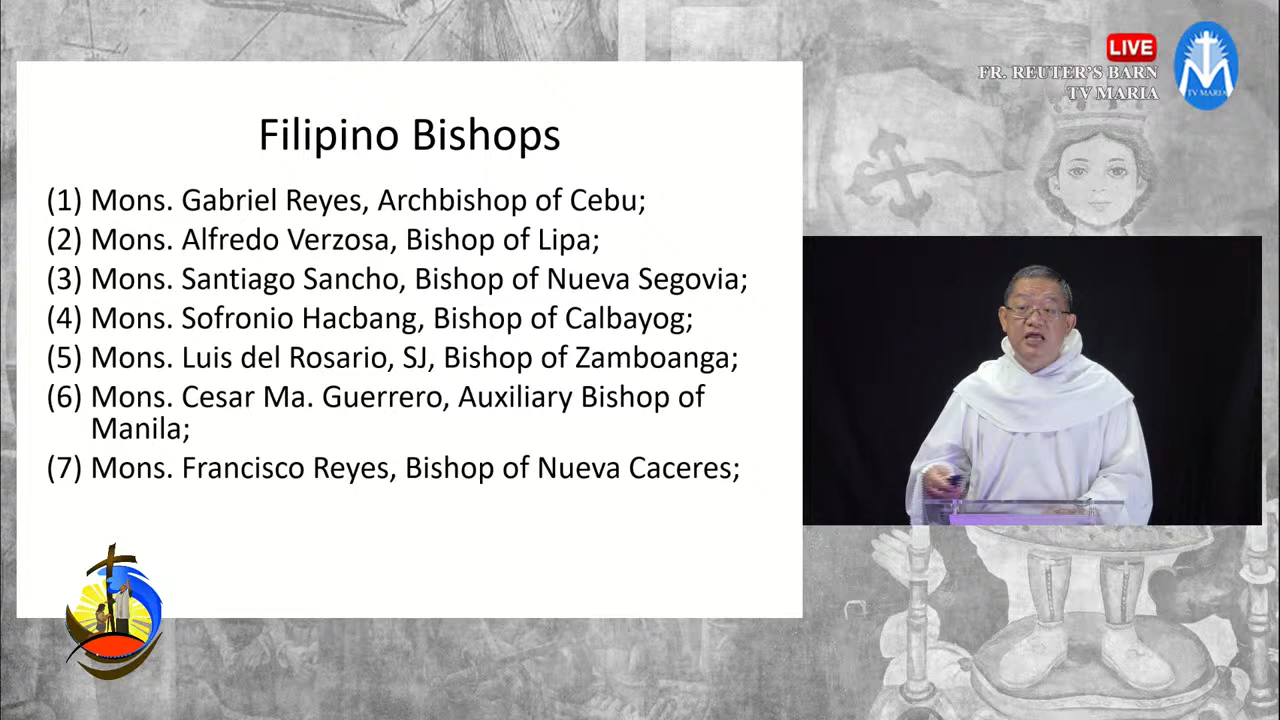 LIVE
FR. REUTER'S BARN
TV MARIA
TV MARIA
Filipino Bishops
(1) Mons. Gabriel Reyes, Archbishop of Cebu;
(2) Mons. Alfredo Verzosa, Bishop of Lipa;
(3) Mons. Santiago Sancho, Bishop of Nueva Segovia;
(4) Mons. Sofronio Hacbang, Bishop of Calbayog;
(5) Mons. Luis del Rosario, SJ, Bishop of Zamboanga;
(6) Mons. Cesar Ma. Guerrero, Auxiliary Bishop of
Manila;
(7) Mons. Francisco Reyes, Bishop of Nueva Caceres;